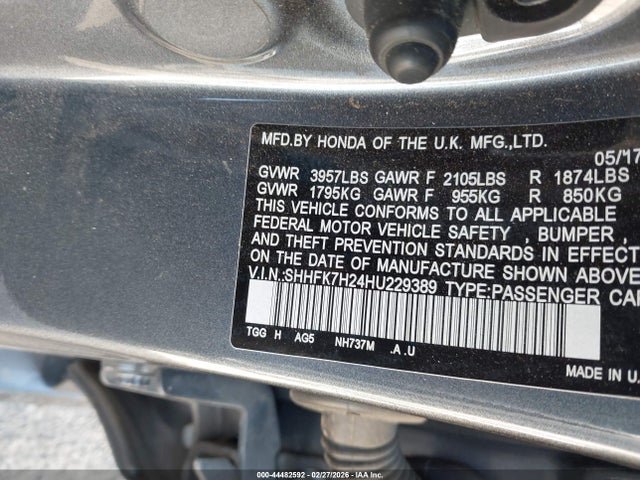 MFD.BY HONDA OF THE U.K. MFG.,LTD.
05/17
GVWR 3957LBS GAWR F 2105LBS R 1874LBS
GVWR 1795KG GAWR F 955KG R 850KG
THIS VEHICLE CONFORMS TO ALL APPLICABLE
FEDERAL MOTOR VEHICLE SAFETY , BUMPER ,
AND THEFT PREVENTION STANDARDS IN EFFECT
ON THE DATE OF MANUFACTURE SHOWN ABOVE
V.I.N.:SHHFK7H24HU229389 TYPE:PASSENGER CAR
TGG H AG5 NH737M .A .U
MADE IN U.
000-44482592 - 02/27/2026 - IAA Inc.